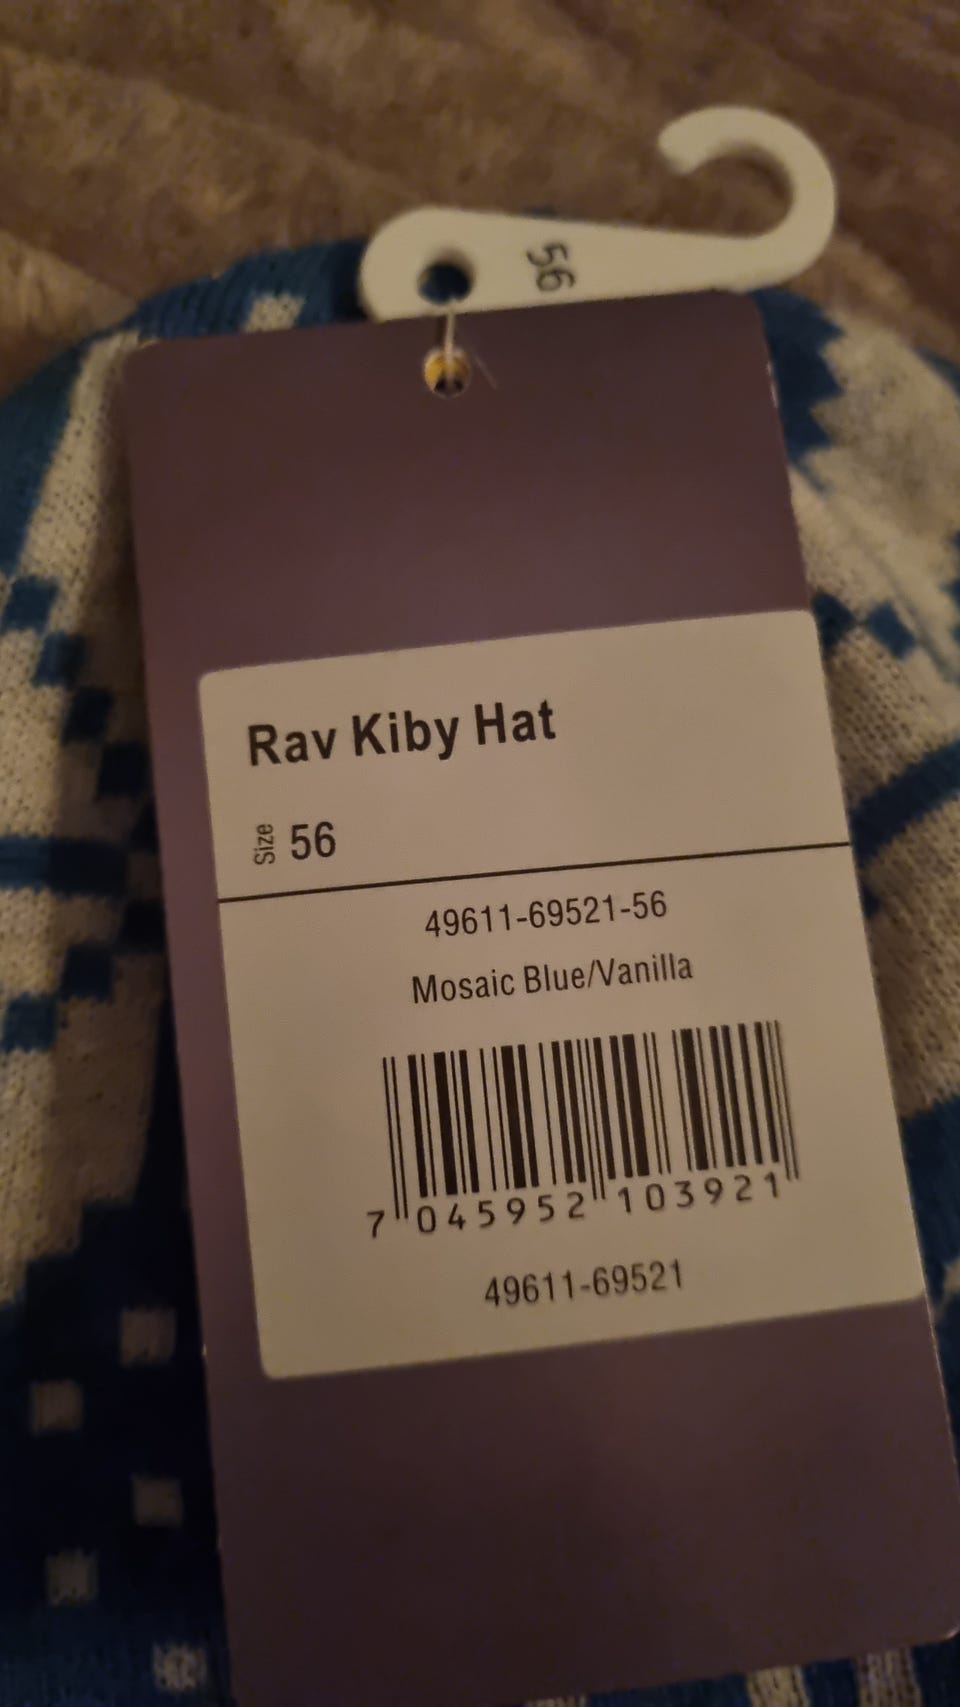 56
Rav Kiby Hat
Size 56
49611-69521-56
Mosaic Blue/Vanilla
7 045952 103921
49611-69521